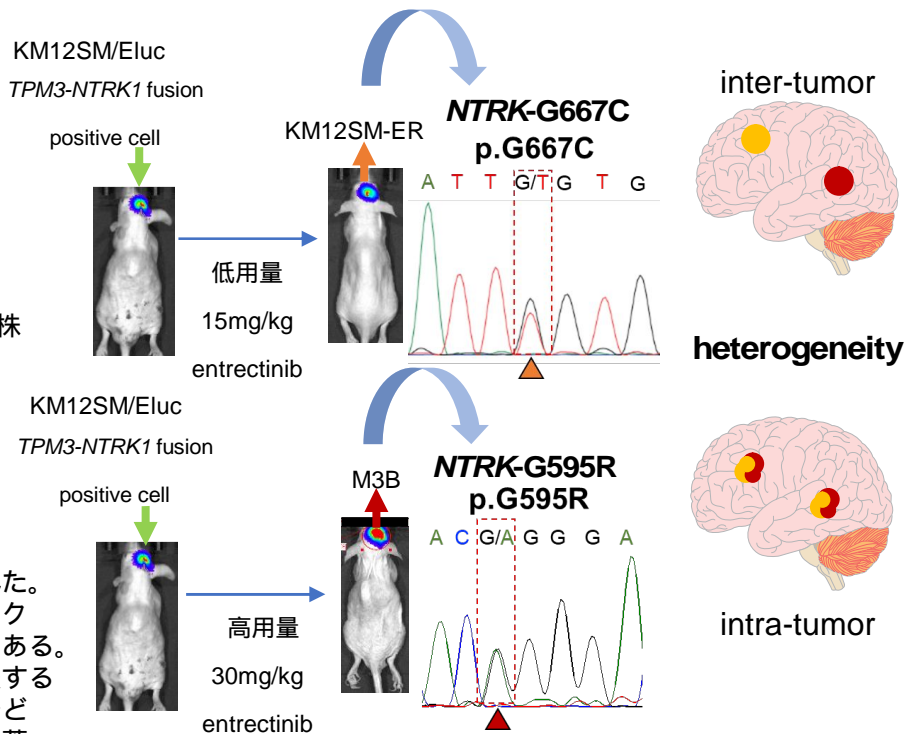 KM12SM/Eluc
TPM3-NTRK1 fusion
positive cell
KM12SM-ER
NTRK-G667C
p.G667C
A T T G/T G T G
低用量
15mg/kg
entrectinib
inter-tumor
株
heterogeneity
KM12SM/Eluc
TPM3-NTRK1 fusion
positive cell
M3B
NTRK-G595R
p.G595R
A C G/A G G G A
高用量
30mg/kg
entrectinib
intra-tumor
た。
ク
ある。
する
ど